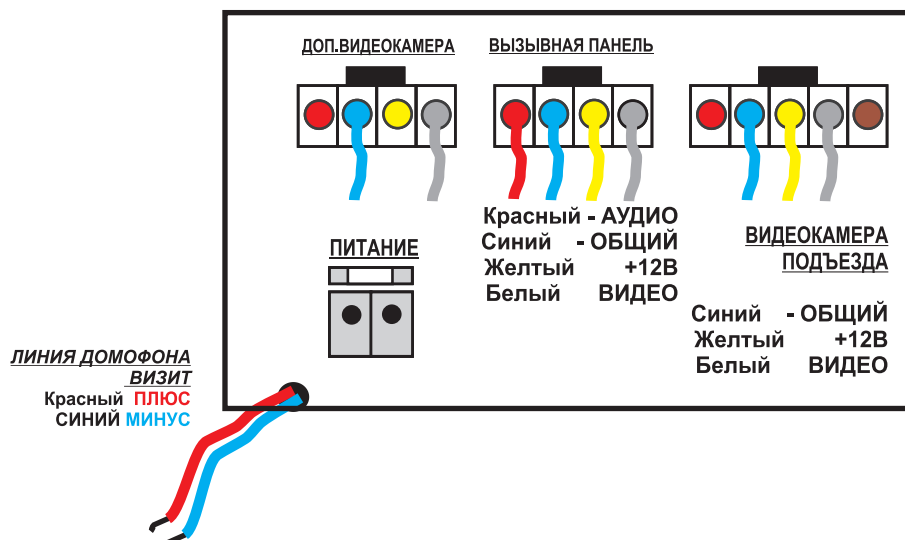 ДОП.ВИДЕОКАМЕРА
ВЫЗЫВНАЯ ПАНЕЛЬ
Красный - АУДИО
Синий - ОБЩИЙ
Желтый +12В
Белый ВИДЕО
ВИДЕОКАМЕРА
ПОДЪЕЗДА
Синий - ОБЩИЙ
Желтый +12В
Белый ВИДЕО
ПИТАНИЕ
ЛИНИЯ ДОМОФОНА
ВИЗИТ
Красный ПЛЮС
СИНИЙ МИНУС